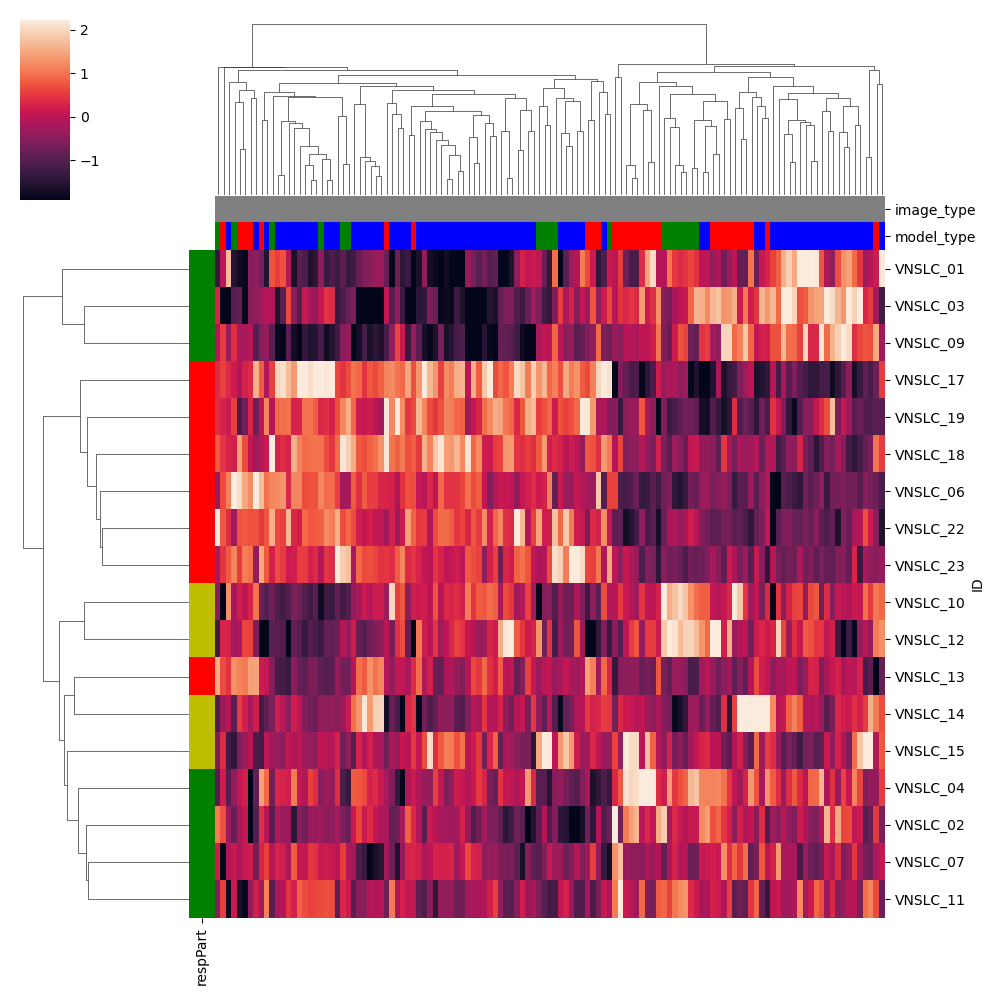 2
1
0
−1
image_type
model_type
VNSLC_01
VNSLC_03
VNSLC_09
VNSLC_17
VNSLC_19
VNSLC_18
VNSLC_06
VNSLC_22
VNSLC_23
VNSLC_10
VNSLC_12
VNSLC_13
VNSLC_14
VNSLC_15
VNSLC_04
VNSLC_02
VNSLC_07
VNSLC_11
ID
respPart